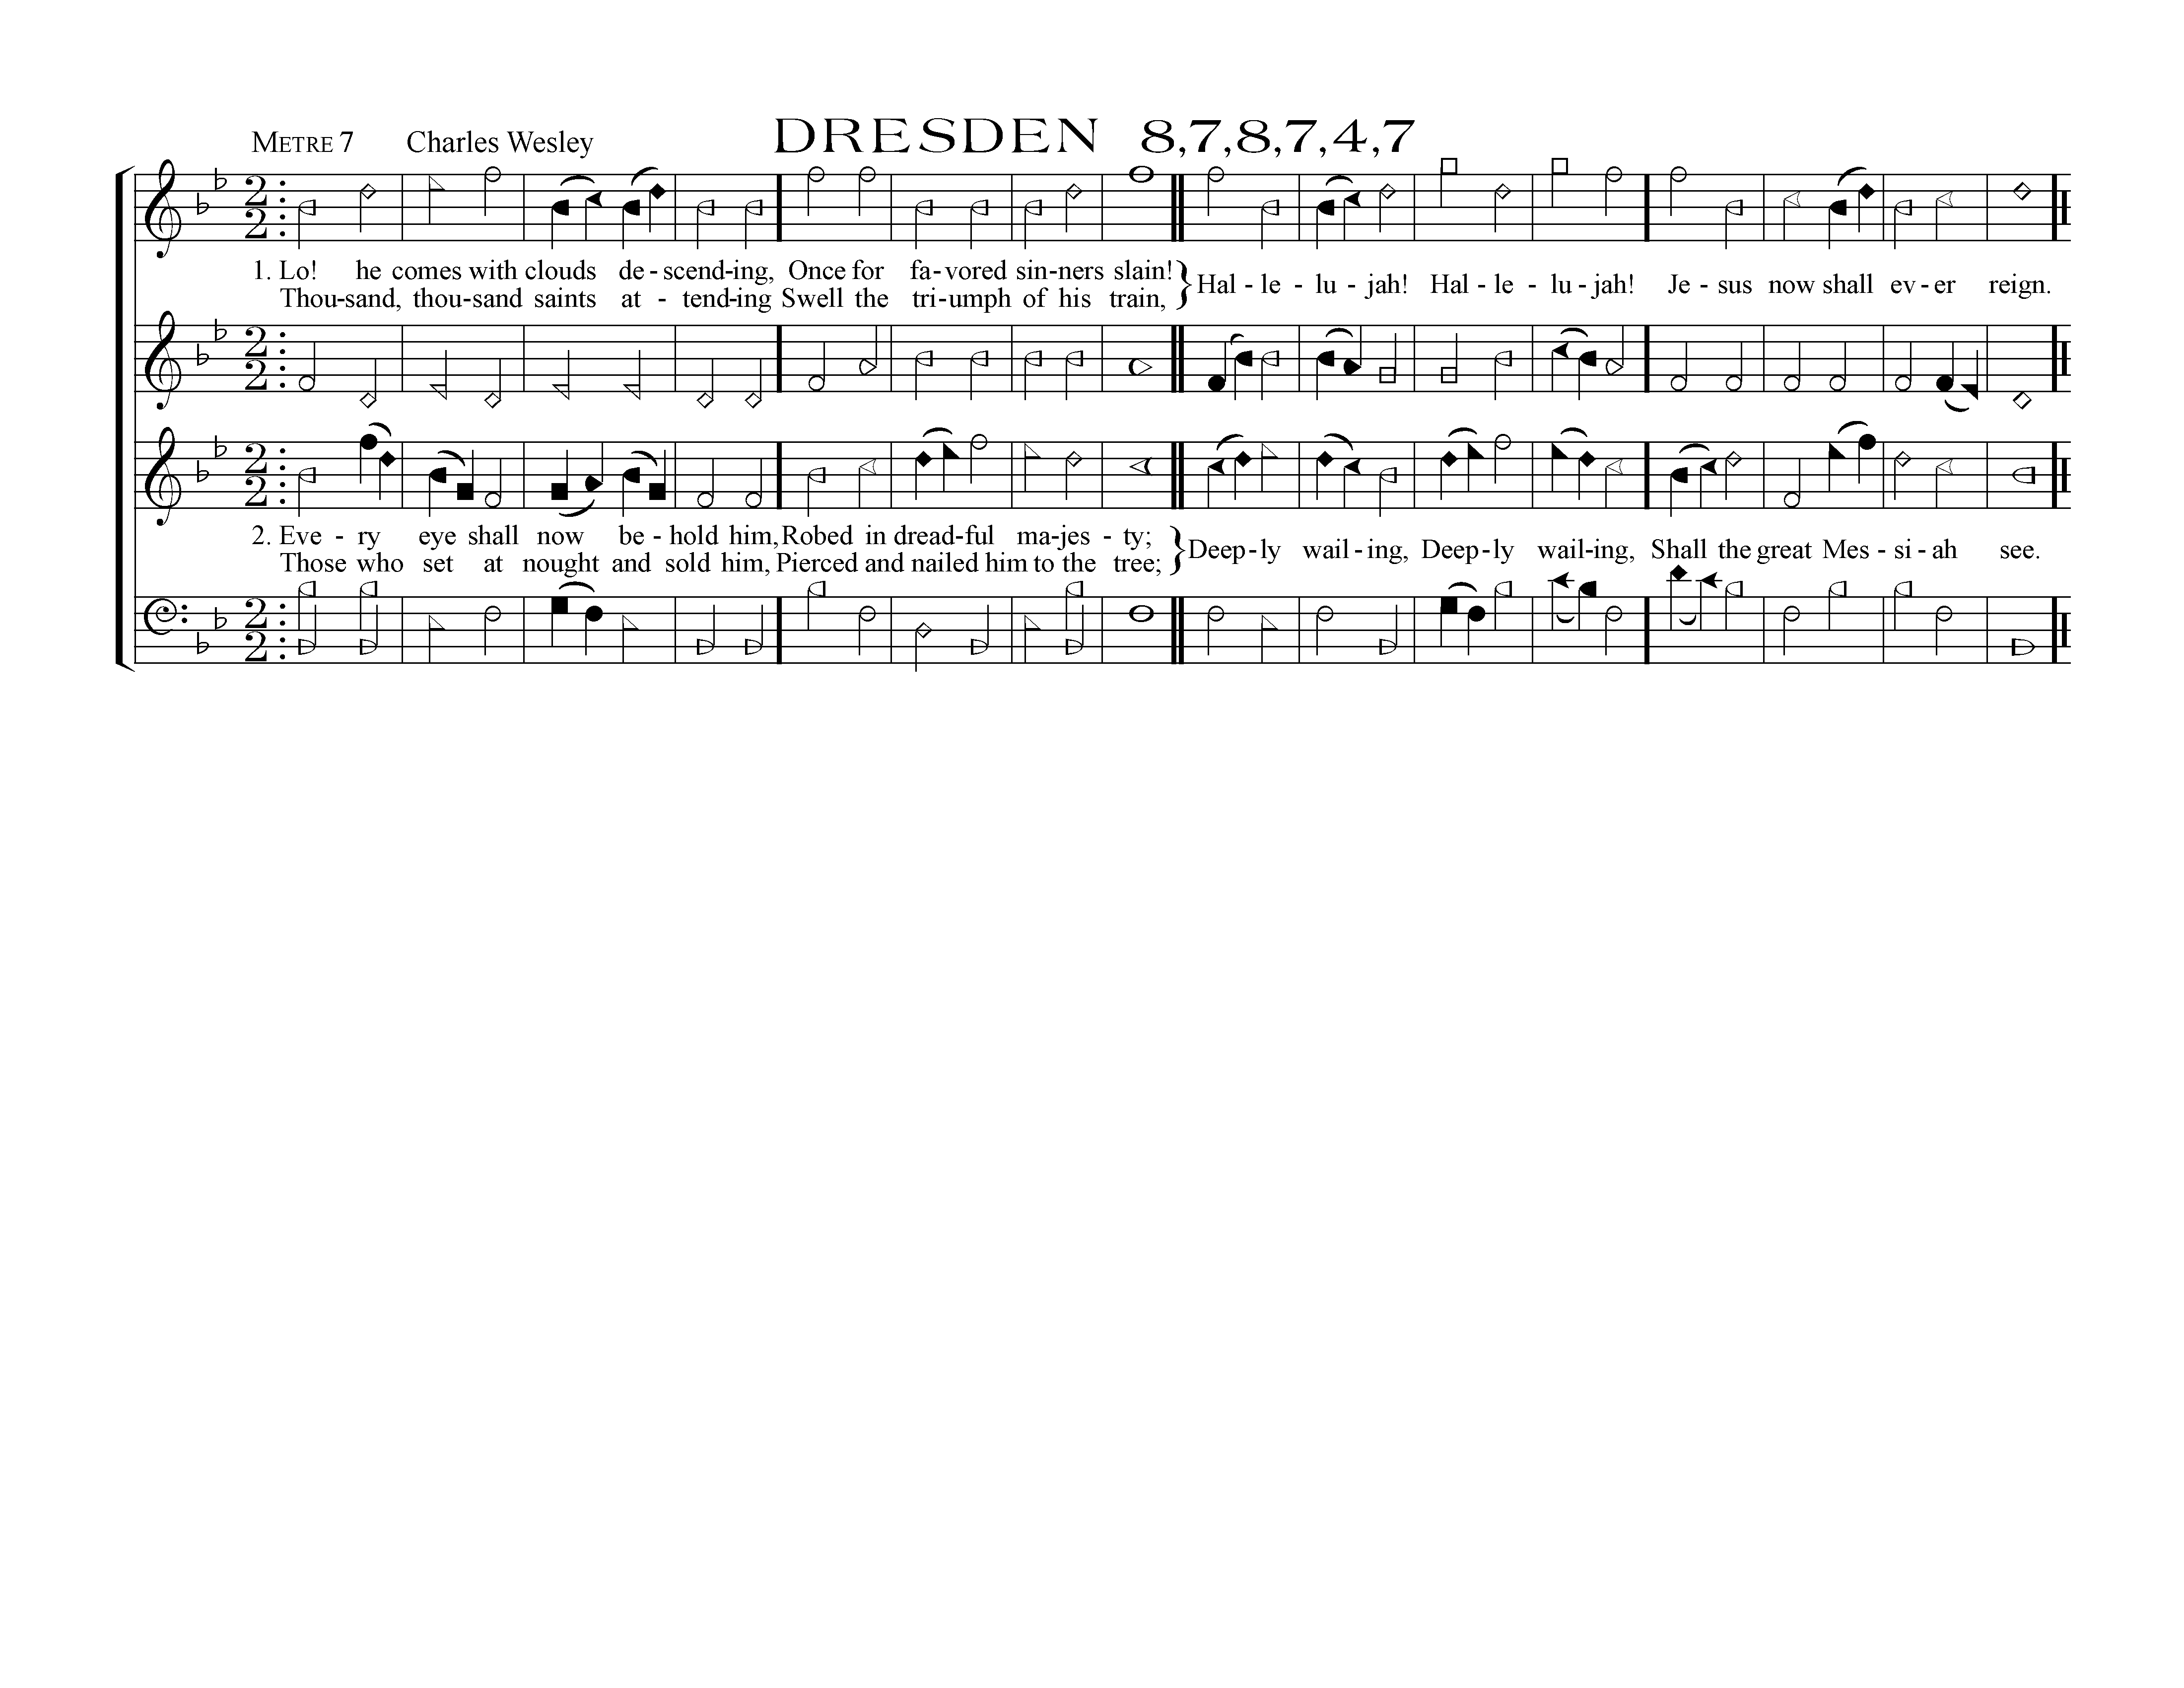 METRE 7 Charles Wesley DRESDEN 8,7,8,7,4,7
1. Lo! he comes with clouds de - scend-ing, Once for fa-vored sin-ners slain!
Thou-sand, thou-sand saints at - tend-ing Swell the tri-umph of his train,
Hal - le - lu - jah! Hal - le - lu - jah! Je - sus now shall ev - er reign.
2. Eve - ry eye shall now be - hold him, Robed in dread-ful ma-jes - ty;
Those who set at nought and sold him, Pierced and nailed him to the tree;
Deep-ly wail - ing, Deep-ly wail-ing, Shall the great Mes - si - ah see.